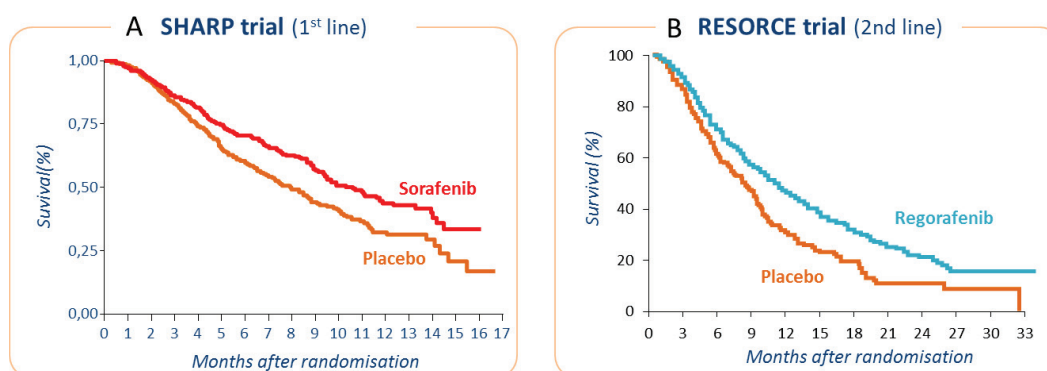 A SHARP trial (1st line)
Suvival(%)
1,00
0,75
0,50
0,25
0,00
Sorafenib
Placebo
0 1 2 3 4 5 6 7 8 9 10 11 12 13 14 15 16 17
Months after randomisation
B RESORCE trial (2nd line)
Survival (%)
100
80
60
40
20
0
Regorafenib
Placebo
0 3 6 9 12 15 18 21 24 27 30 33
Months after randomisation